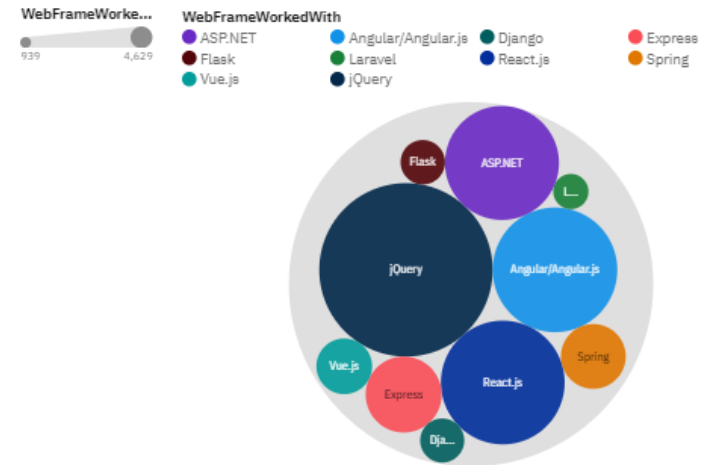 WebFrameWorke...
939 4,629
WebFrameWorkedWith
ASP.NET Angular/Angular.js Django Express
Flask Laravel React.js Spring
Vue.js jQuery
Flask
ASP.NET
L...
jQuery
Angular/Angular.js
Vue.js
Express
React.js
Spring
Dja...